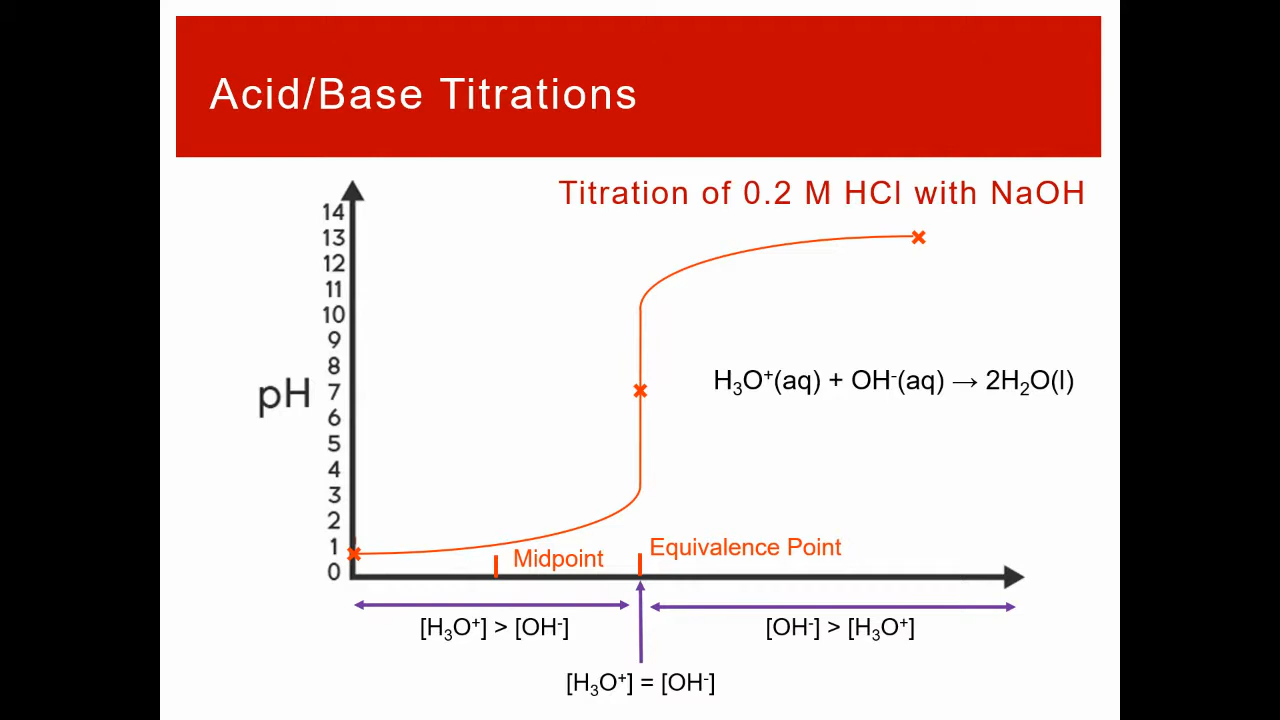 Acid/Base Titrations
Titration of 0.2 M HCl with NaOH
14
13
12
11
10
9
8
7
6
5
4
3
2
1
0
pH
H₃O⁺(aq) + OH⁻(aq) → 2H₂O(l)
Midpoint
Equivalence Point
[H₃O⁺] > [OH⁻]
[OH⁻] > [H₃O⁺]
[H₃O⁺] = [OH⁻]